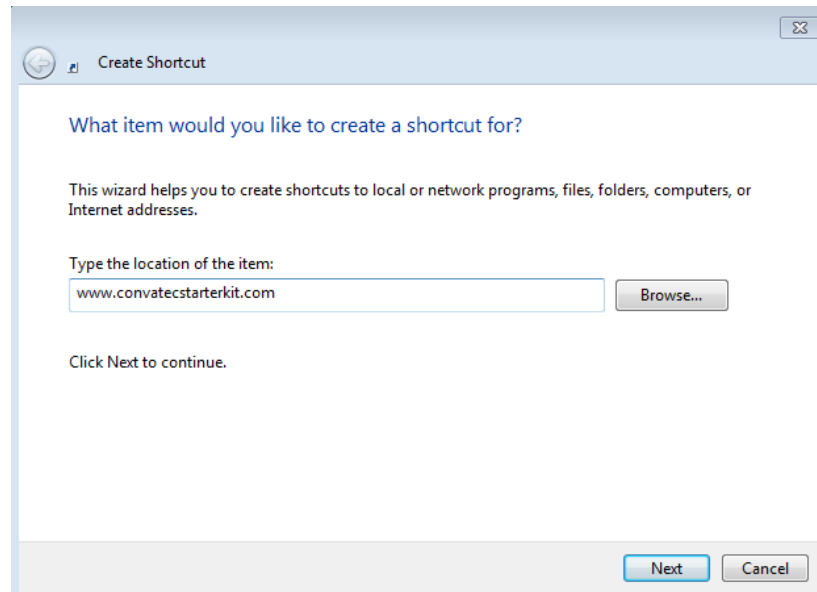 Create Shortcut
What item would you like to create a shortcut for?
This wizard helps you to create shortcuts to local or network programs, files, folders, computers, or
Internet addresses.
Type the location of the item:
www.convatecstarterkit.com
Browse...
Click Next to continue.
Next
Cancel